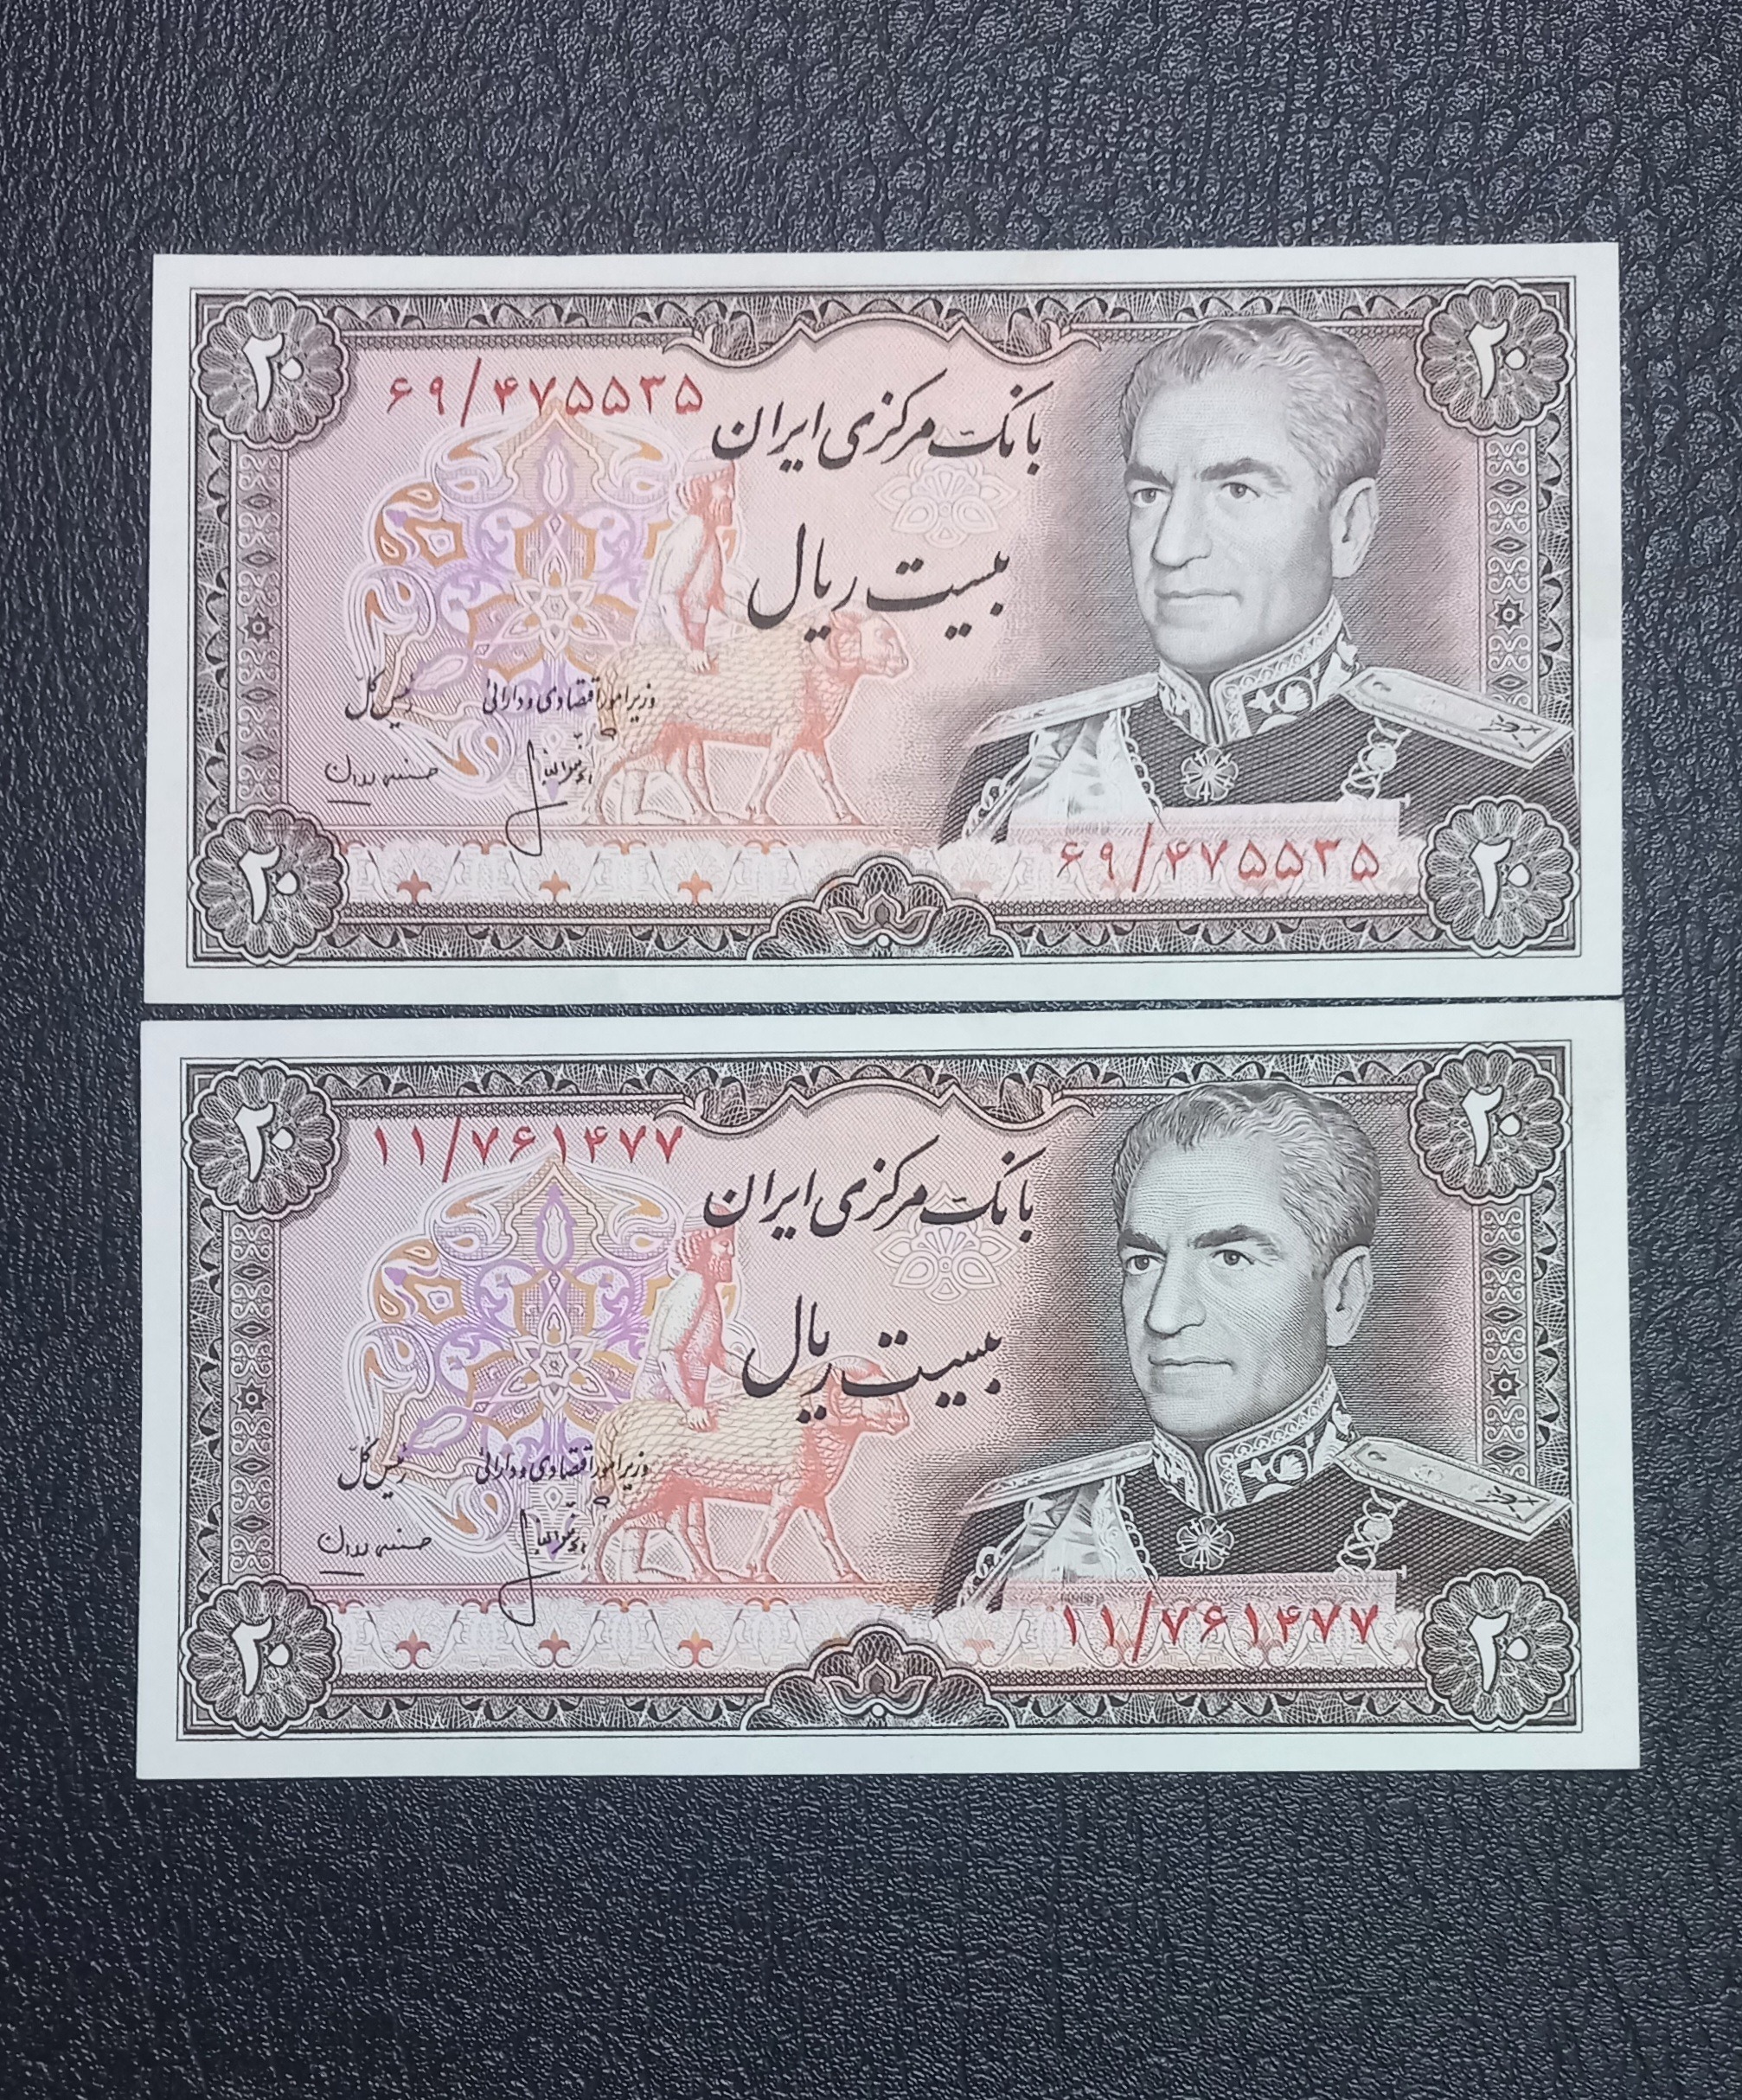 ۲۰
۲۰
۶۹/۴۷۵۵۳۵
بانک مرکزی ایران
بیست ریال
وزیر امور اقتصادی و دارائی
رئیس کل
۶۹/۴۷۵۵۳۵
۲۰
۲۰
۲۰
۲۰
۱۱/۷۶۱۴۷۷
بانک مرکزی ایران
بیست ریال
وزیر امور اقتصادی و دارائی
رئیس کل
۱۱/۷۶۱۴۷۷
۲۰
۲۰